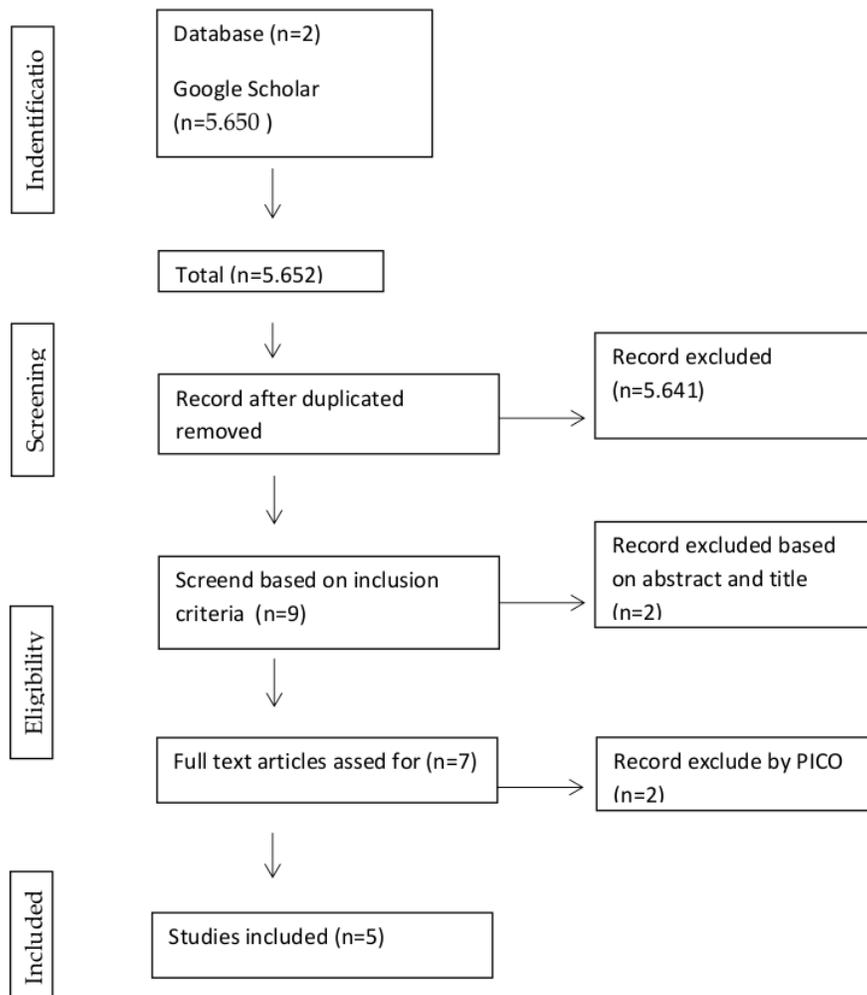 Indentificatio
Database (n=2)
Google Scholar
(n=5.650 )
Total (n=5.652)
Screening
Record after duplicated
removed
Record excluded
(n=5.641)
Screend based on inclusion
criteria (n=9)
Record excluded based
on abstract and title
(n=2)
Eligibility
Full text articles assed for (n=7)
Record exclude by PICO
(n=2)
Included
Studies included (n=5)